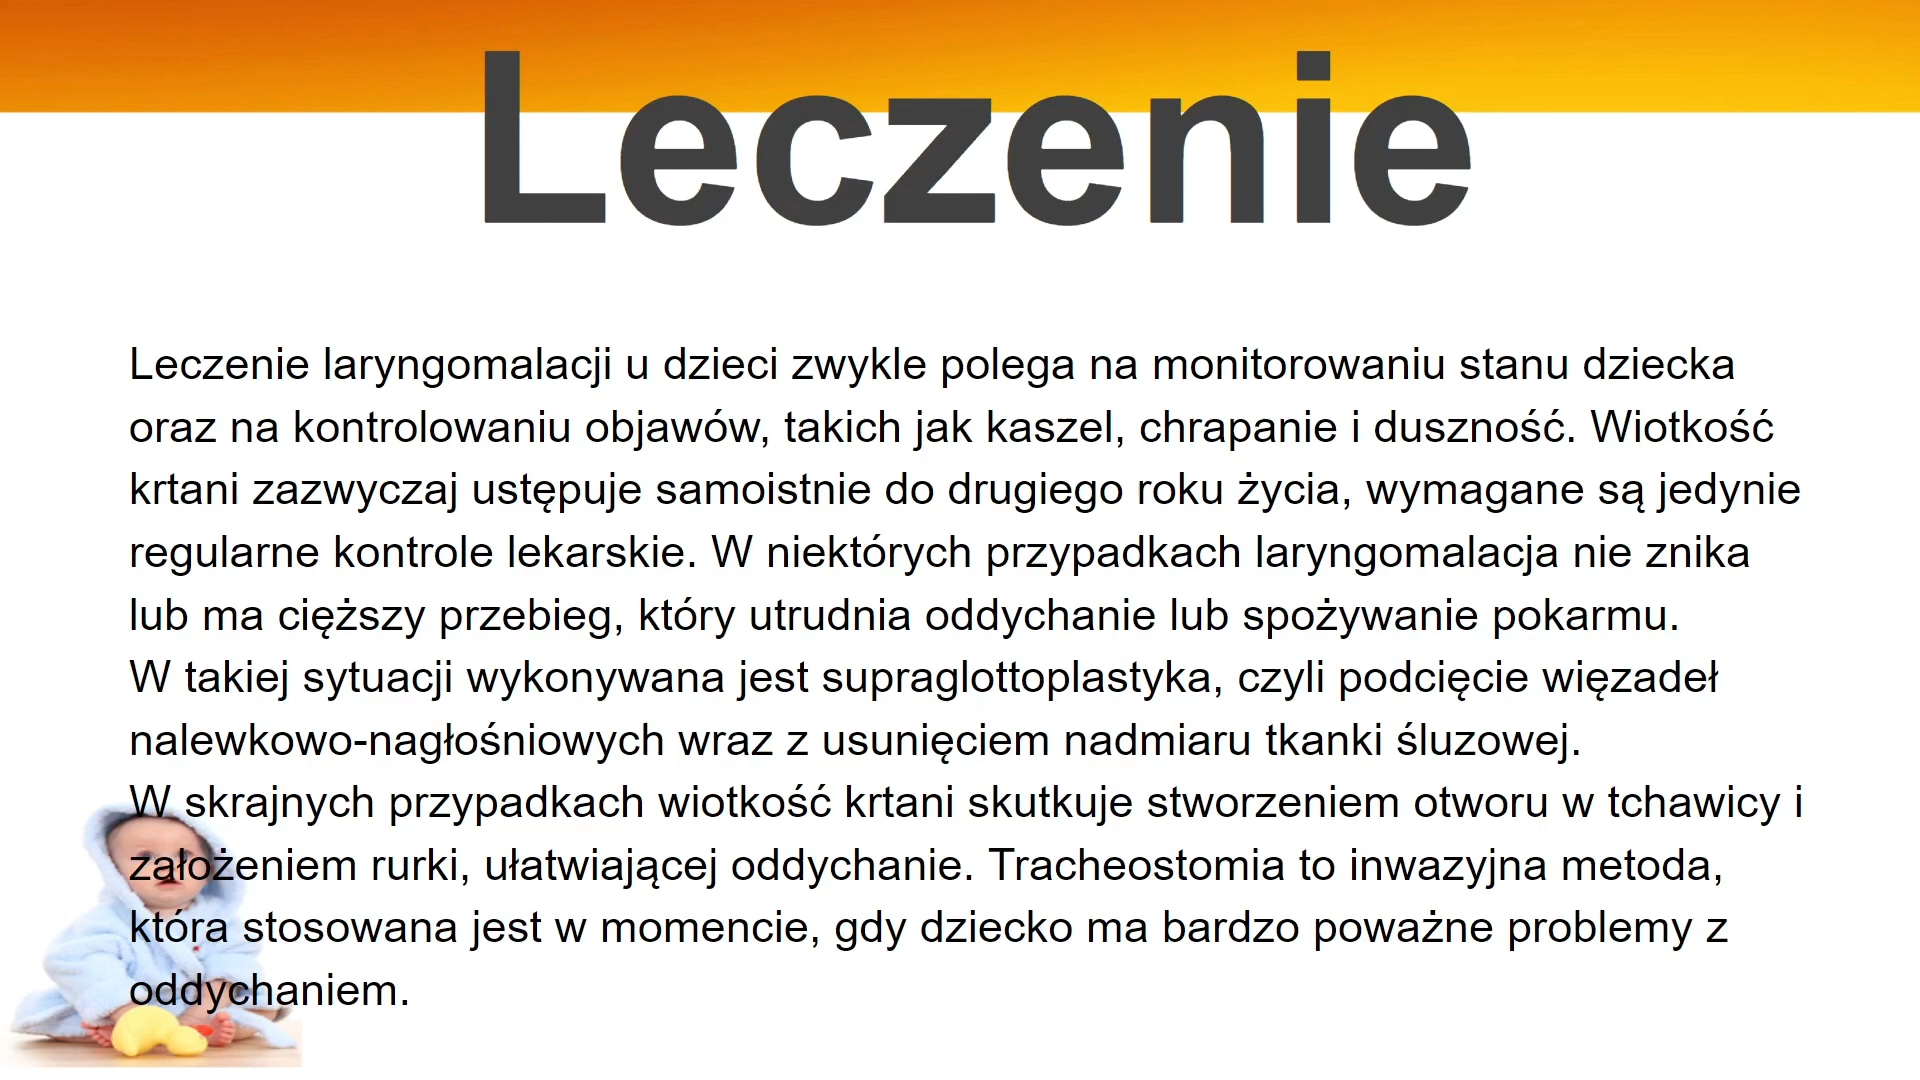 Leczenie
Leczenie laryngomalacji u dzieci zwykle polega na monitorowaniu stanu dziecka
oraz na kontrolowaniu objawów, takich jak kaszel, chrapanie i duszność. Wiotkość
krtani zazwyczaj ustępuje samoistnie do drugiego roku życia, wymagane są jedynie
regularne kontrole lekarskie. W niektórych przypadkach laryngomalacja nie znika
lub ma cięższy przebieg, który utrudnia oddychanie lub spożywanie pokarmu.
W takiej sytuacji wykonywana jest supraglottoplastyka, czyli podcięcie więzadeł
nalewkowo-nagłośniowych wraz z usunięciem nadmiaru tkanki śluzowej.
W skrajnych przypadkach wiotkość krtani skutkuje stworzeniem otworu w tchawicy i
założeniem rurki, ułatwiającej oddychanie. Tracheostomia to inwazyjna metoda,
która stosowana jest w momencie, gdy dziecko ma bardzo poważne problemy z
oddychaniem.